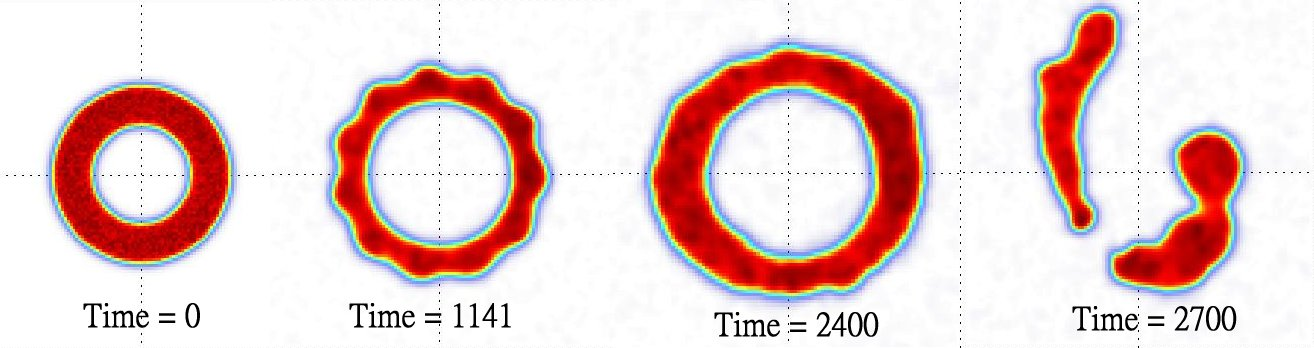 Time = 0
Time = 1141
Time = 2400
Time = 2700